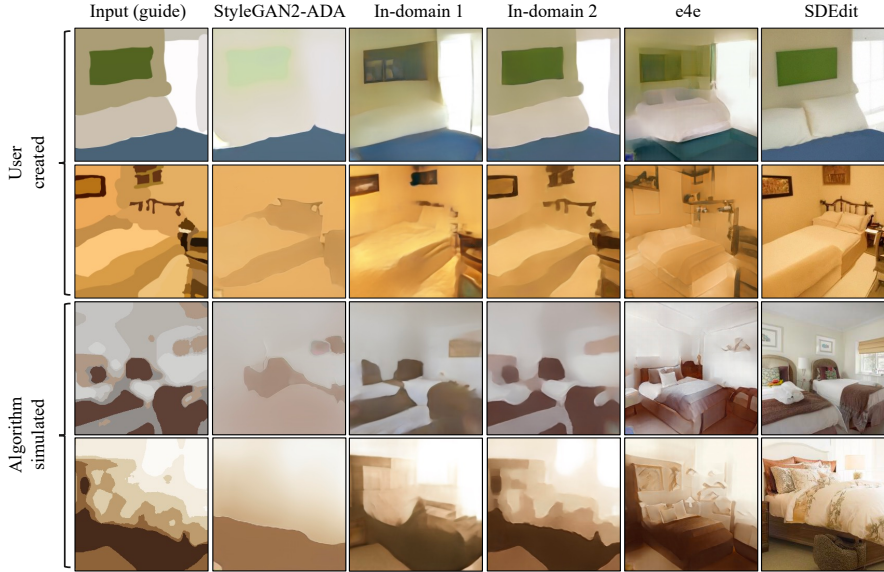 Input (guide) StyleGAN2-ADA In-domain 1 In-domain 2 e4e SDEdit
User
created
Algorithm
simulated